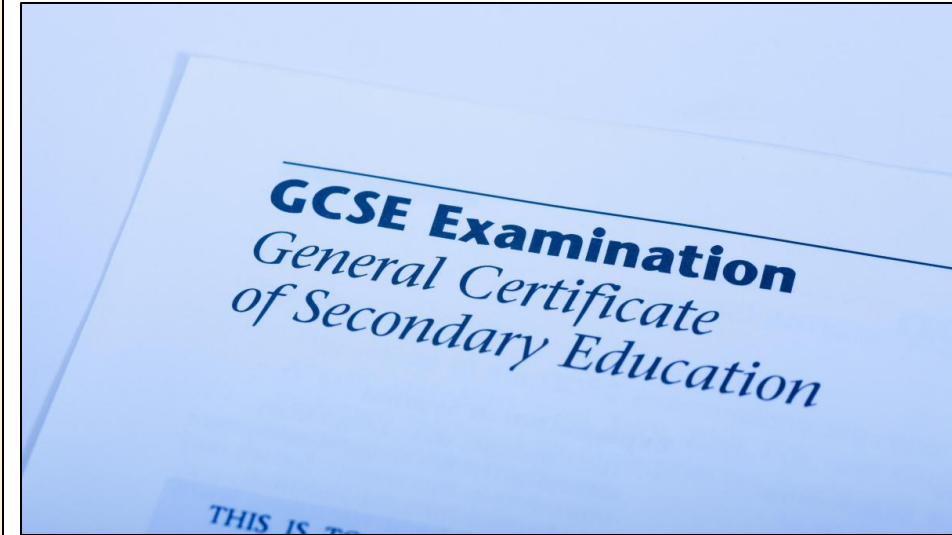 GCSE Examination
General Certificate
of Secondary Education
THIS IS